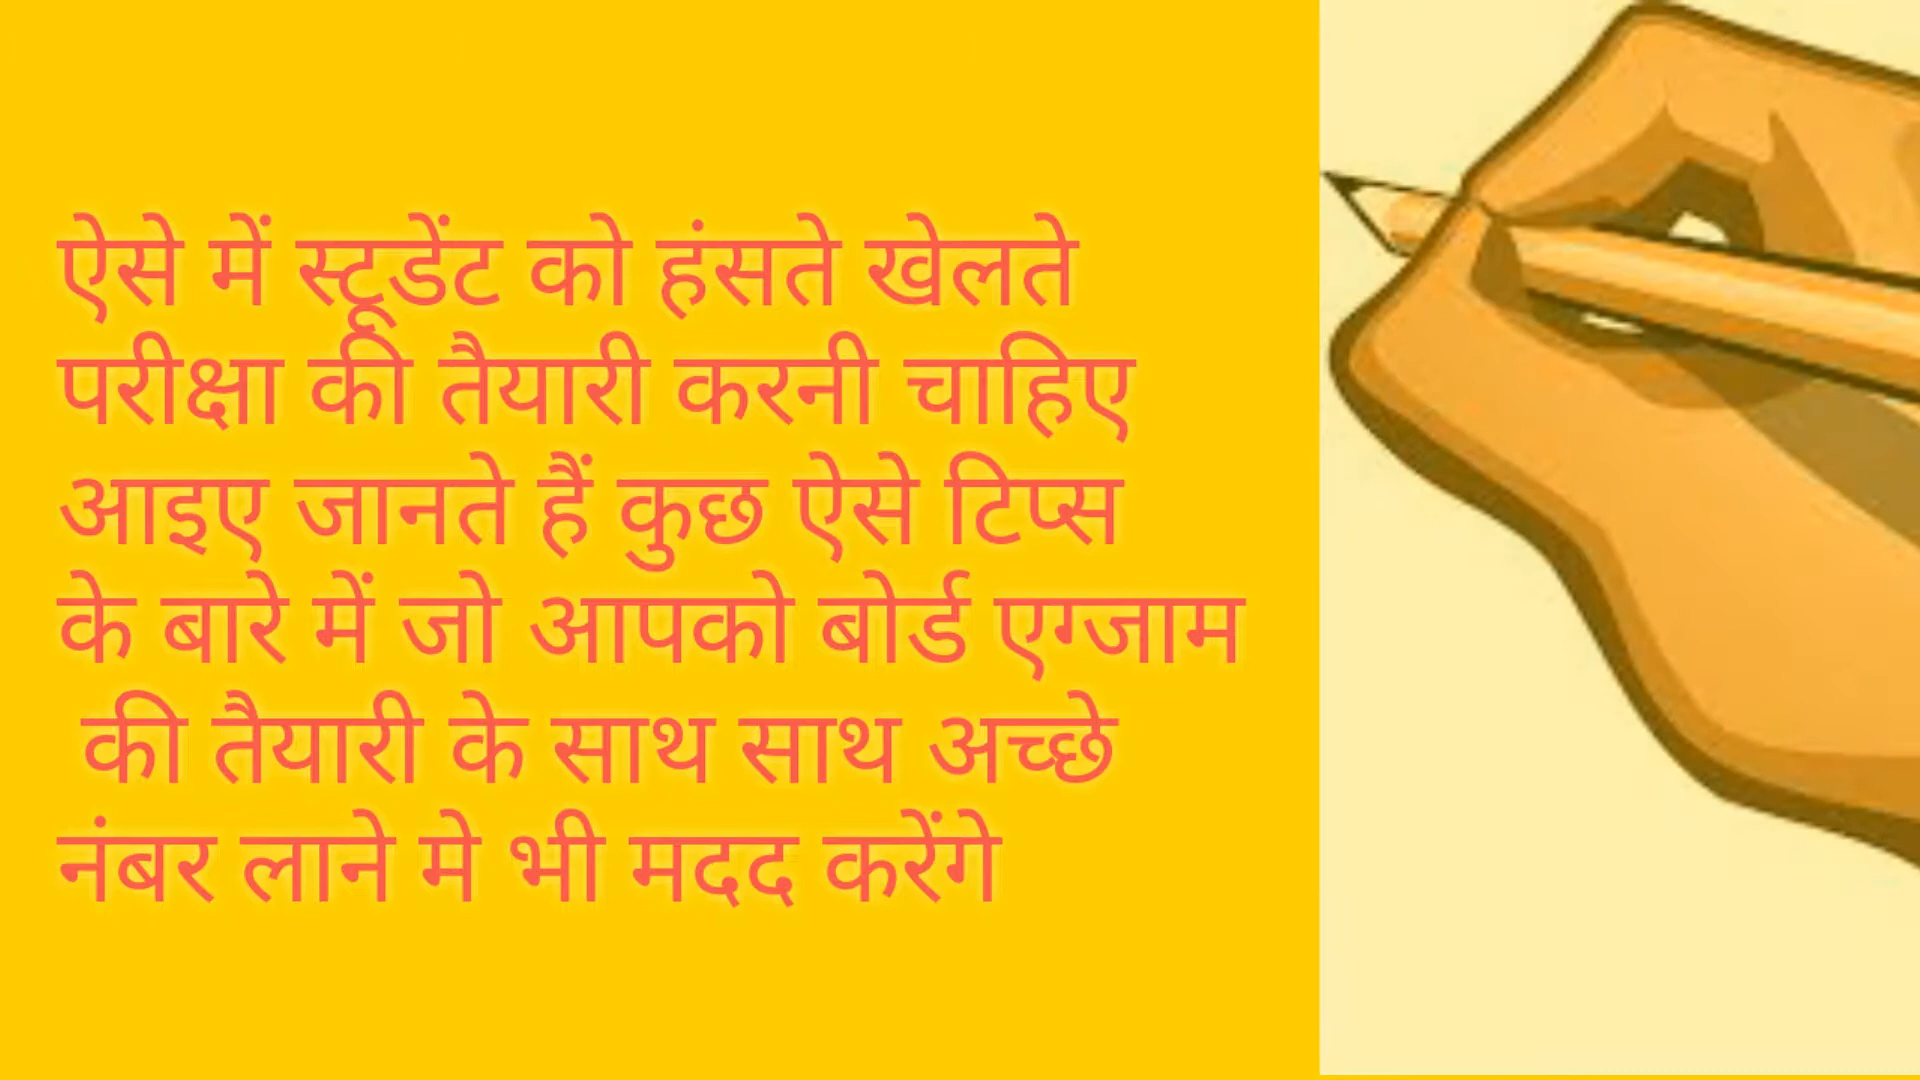 ऐसे में स्टूडेंट को हंसते खेलते
परीक्षा की तैयारी करनी चाहिए
आइए जानते हैं कुछ ऐसे टिप्स
के बारे में जो आपको बोर्ड एग्जाम
की तैयारी के साथ साथ अच्छे
नंबर लाने मे भी मदद करेंगे